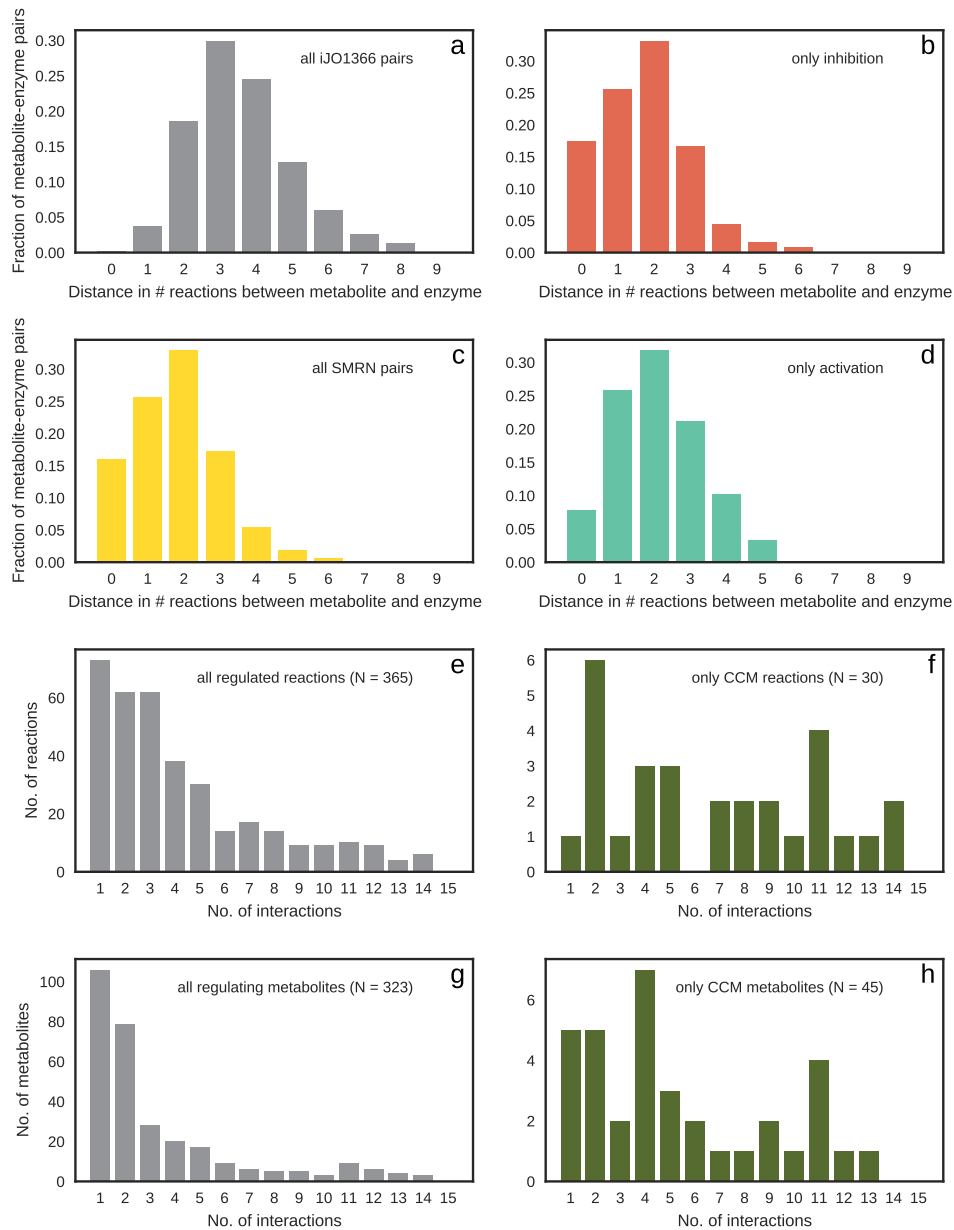 a
all iJO1366 pairs
Fraction of metabolite-enzyme pairs
0.30
0.25
0.20
0.15
0.10
0.05
0.00
0 1 2 3 4 5 6 7 8 9
Distance in # reactions between metabolite and enzyme
b
only inhibition
0.30
0.25
0.20
0.15
0.10
0.05
0.00
0 1 2 3 4 5 6 7 8 9
Distance in # reactions between metabolite and enzyme
c
all SMRN pairs
Fraction of metabolite-enzyme pairs
0.30
0.25
0.20
0.15
0.10
0.05
0.00
0 1 2 3 4 5 6 7 8 9
Distance in # reactions between metabolite and enzyme
d
only activation
0.30
0.25
0.20
0.15
0.10
0.05
0.00
0 1 2 3 4 5 6 7 8 9
Distance in # reactions between metabolite and enzyme
e
all regulated reactions (N = 365)
No. of reactions
60
40
20
0
1 2 3 4 5 6 7 8 9 10 11 12 13 14 15
No. of interactions
f
only CCM reactions (N = 30)
6
5
4
3
2
1
0
1 2 3 4 5 6 7 8 9 10 11 12 13 14 15
No. of interactions
g
all regulating metabolites (N = 323)
No. of metabolites
100
80
60
40
20
0
1 2 3 4 5 6 7 8 9 10 11 12 13 14 15
No. of interactions
h
only CCM metabolites (N = 45)
6
4
2
0
1 2 3 4 5 6 7 8 9 10 11 12 13 14 15
No. of interactions